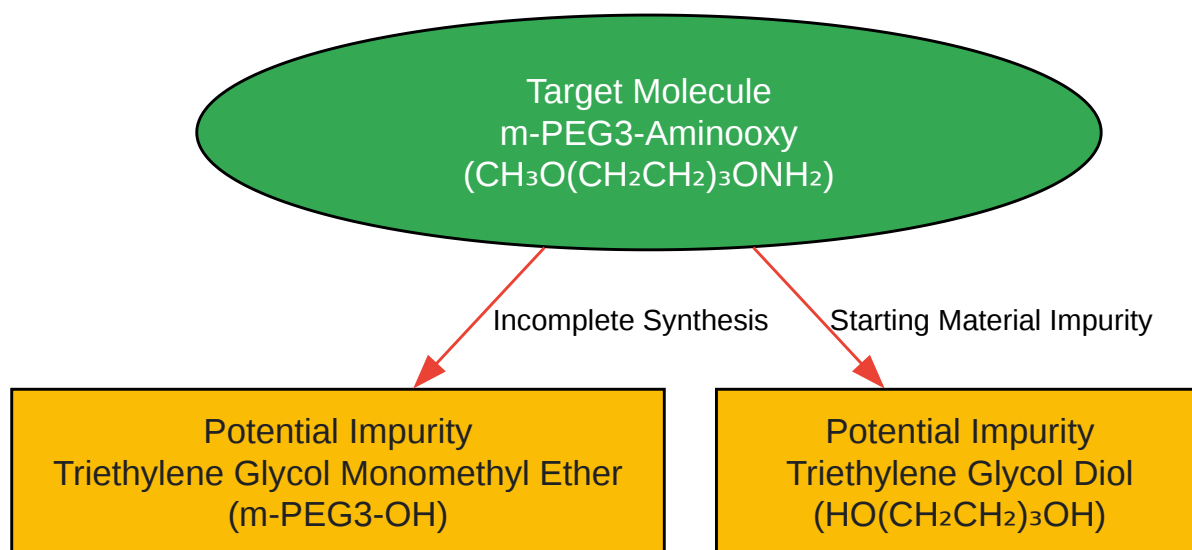 Target Molecule
m-PEG3-Aminooxy
(CH₃O(CH₂CH₂)₃ONH₂)
Incomplete Synthesis
Starting Material Impurity
Potential Impurity
Triethylene Glycol Monomethyl Ether
(m-PEG3-OH)
Potential Impurity
Triethylene Glycol Diol
(HO(CH₂CH₂)₃OH)